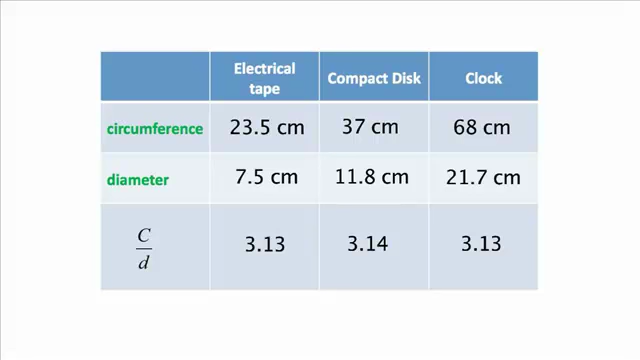 Electrical tape Compact Disk Clock
circumference 23.5 cm 37 cm 68 cm
diameter 7.5 cm 11.8 cm 21.7 cm
C/d 3.13 3.14 3.13